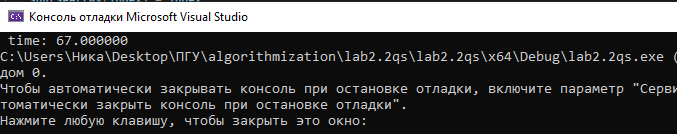 Консоль отладки Microsoft Visual Studio
time: 67.000000
C:\Users\Ника\Desktop\ПГУ\algorithmization\lab2.2qs\lab2.2qs\x64\Debug\lab2.2qs.exe (
дом 0.
Чтобы автоматически закрывать консоль при остановке отладки, включите параметр "Серви
томатически закрыть консоль при остановке отладки".
Нажмите любую клавишу, чтобы закрыть это окно: